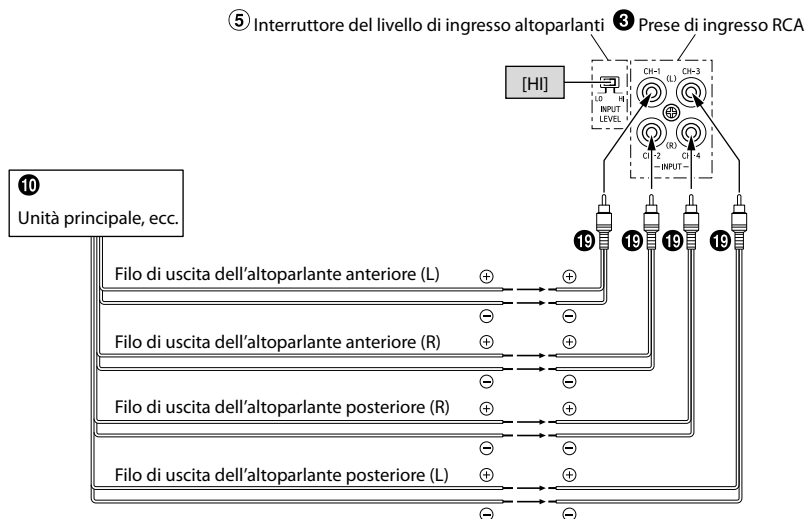 ⑤ Interruttore del livello di ingresso altoparlanti ❸ Prese di ingresso RCA
[HI]
LO HI
INPUT
LEVEL
CH-1 (L) CH-3
(R)
CH-2 CH-4
INPUT
❿
Unità principale, ecc.
⓳ ⓳ ⓳ ⓳
Filo di uscita dell'altoparlante anteriore (L) ⊕ ⊕
⊖ ⊖
Filo di uscita dell'altoparlante anteriore (R) ⊕ ⊕
⊖ ⊖
Filo di uscita dell'altoparlante posteriore (R) ⊕ ⊕
⊖ ⊖
Filo di uscita dell'altoparlante posteriore (L) ⊕ ⊕
⊖ ⊖